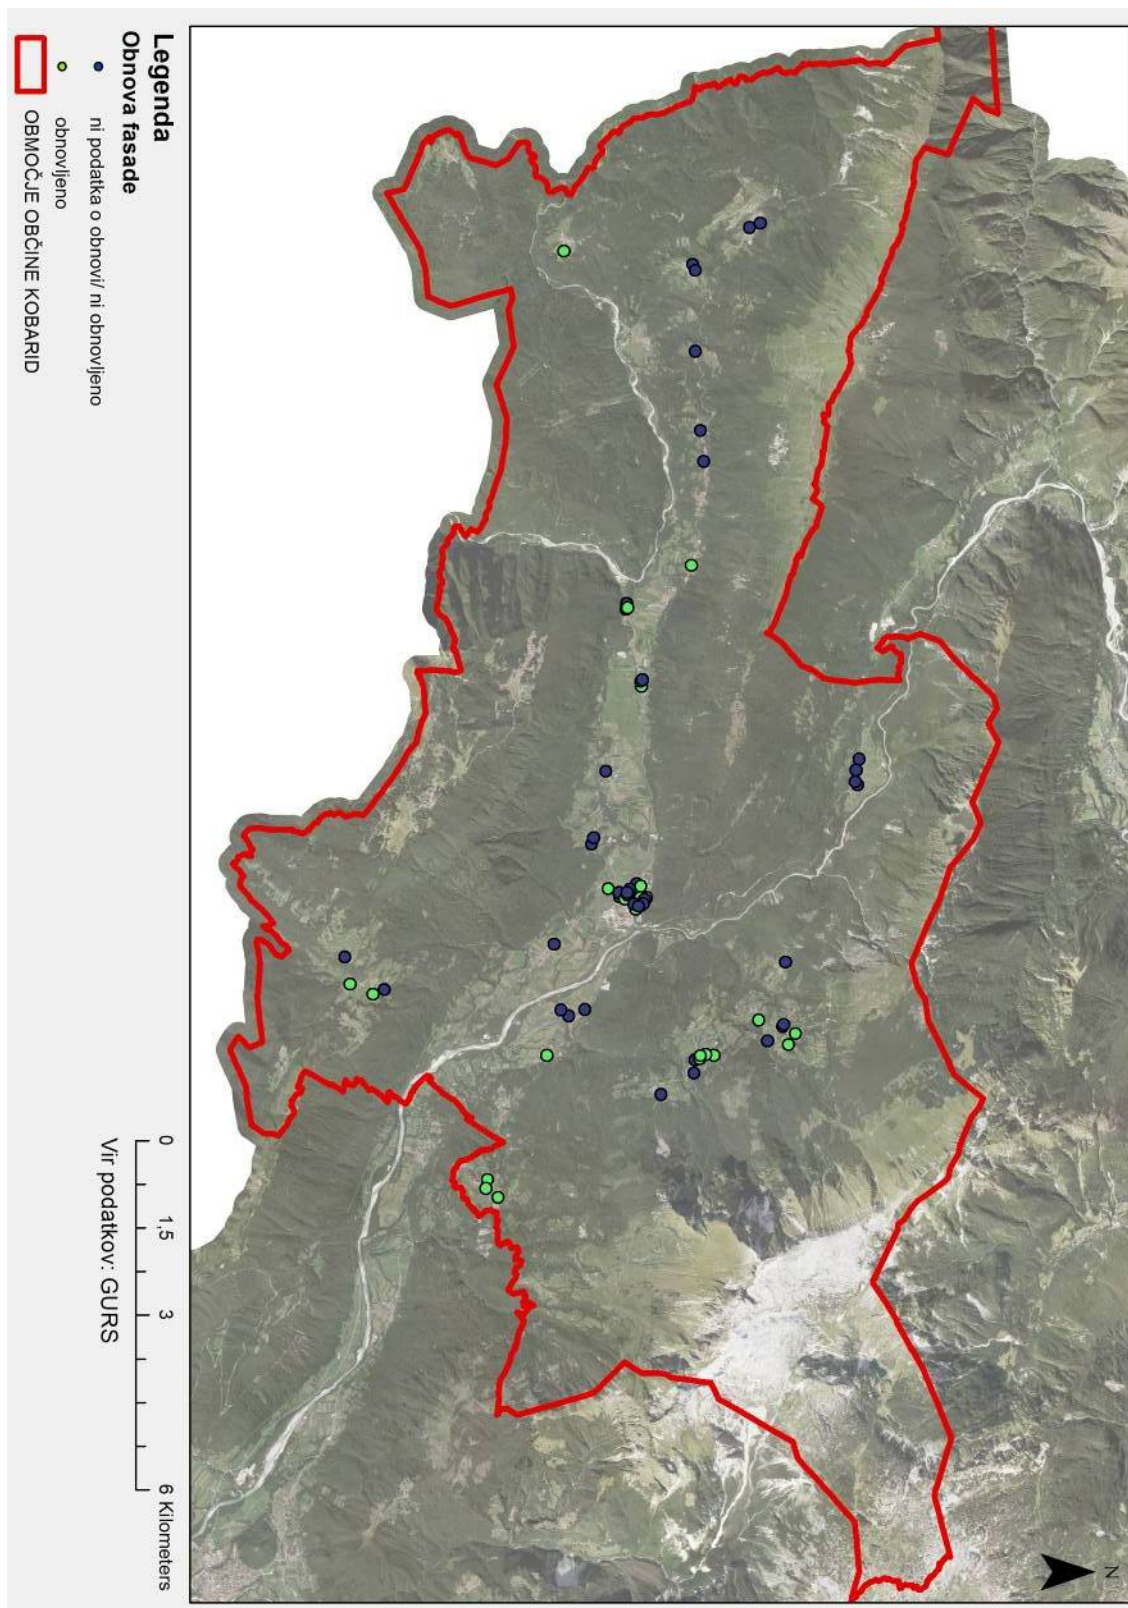 Legenda
Obnova fasade
ni podatka o obnovi/ ni obnovljeno
obnovljeno
OBMOČJE OBČINE KOBARID
0 1,5 3 6 Kilometers
Vir podatkov: GURS
N